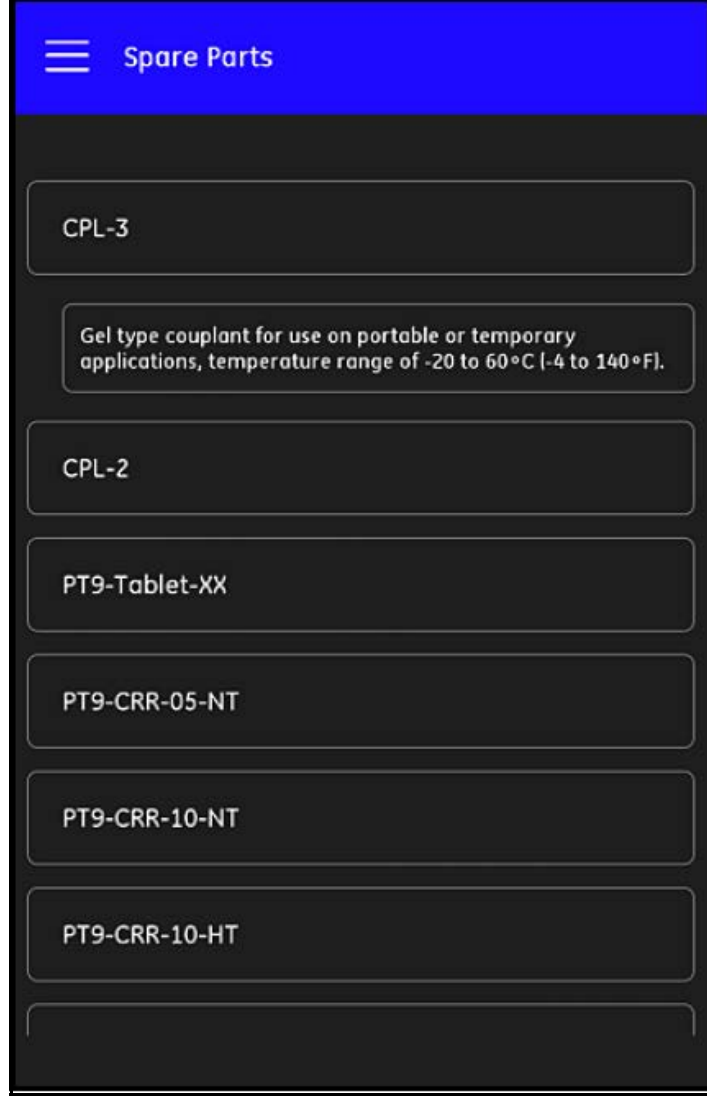 Spare Parts
CPL-3
Gel type couplant for use on portable or temporary
applications, temperature range of -20 to 60°C (-4 to 140°F).
CPL-2
PT9-Tablet-XX
PT9-CRR-05-NT
PT9-CRR-10-NT
PT9-CRR-10-HT